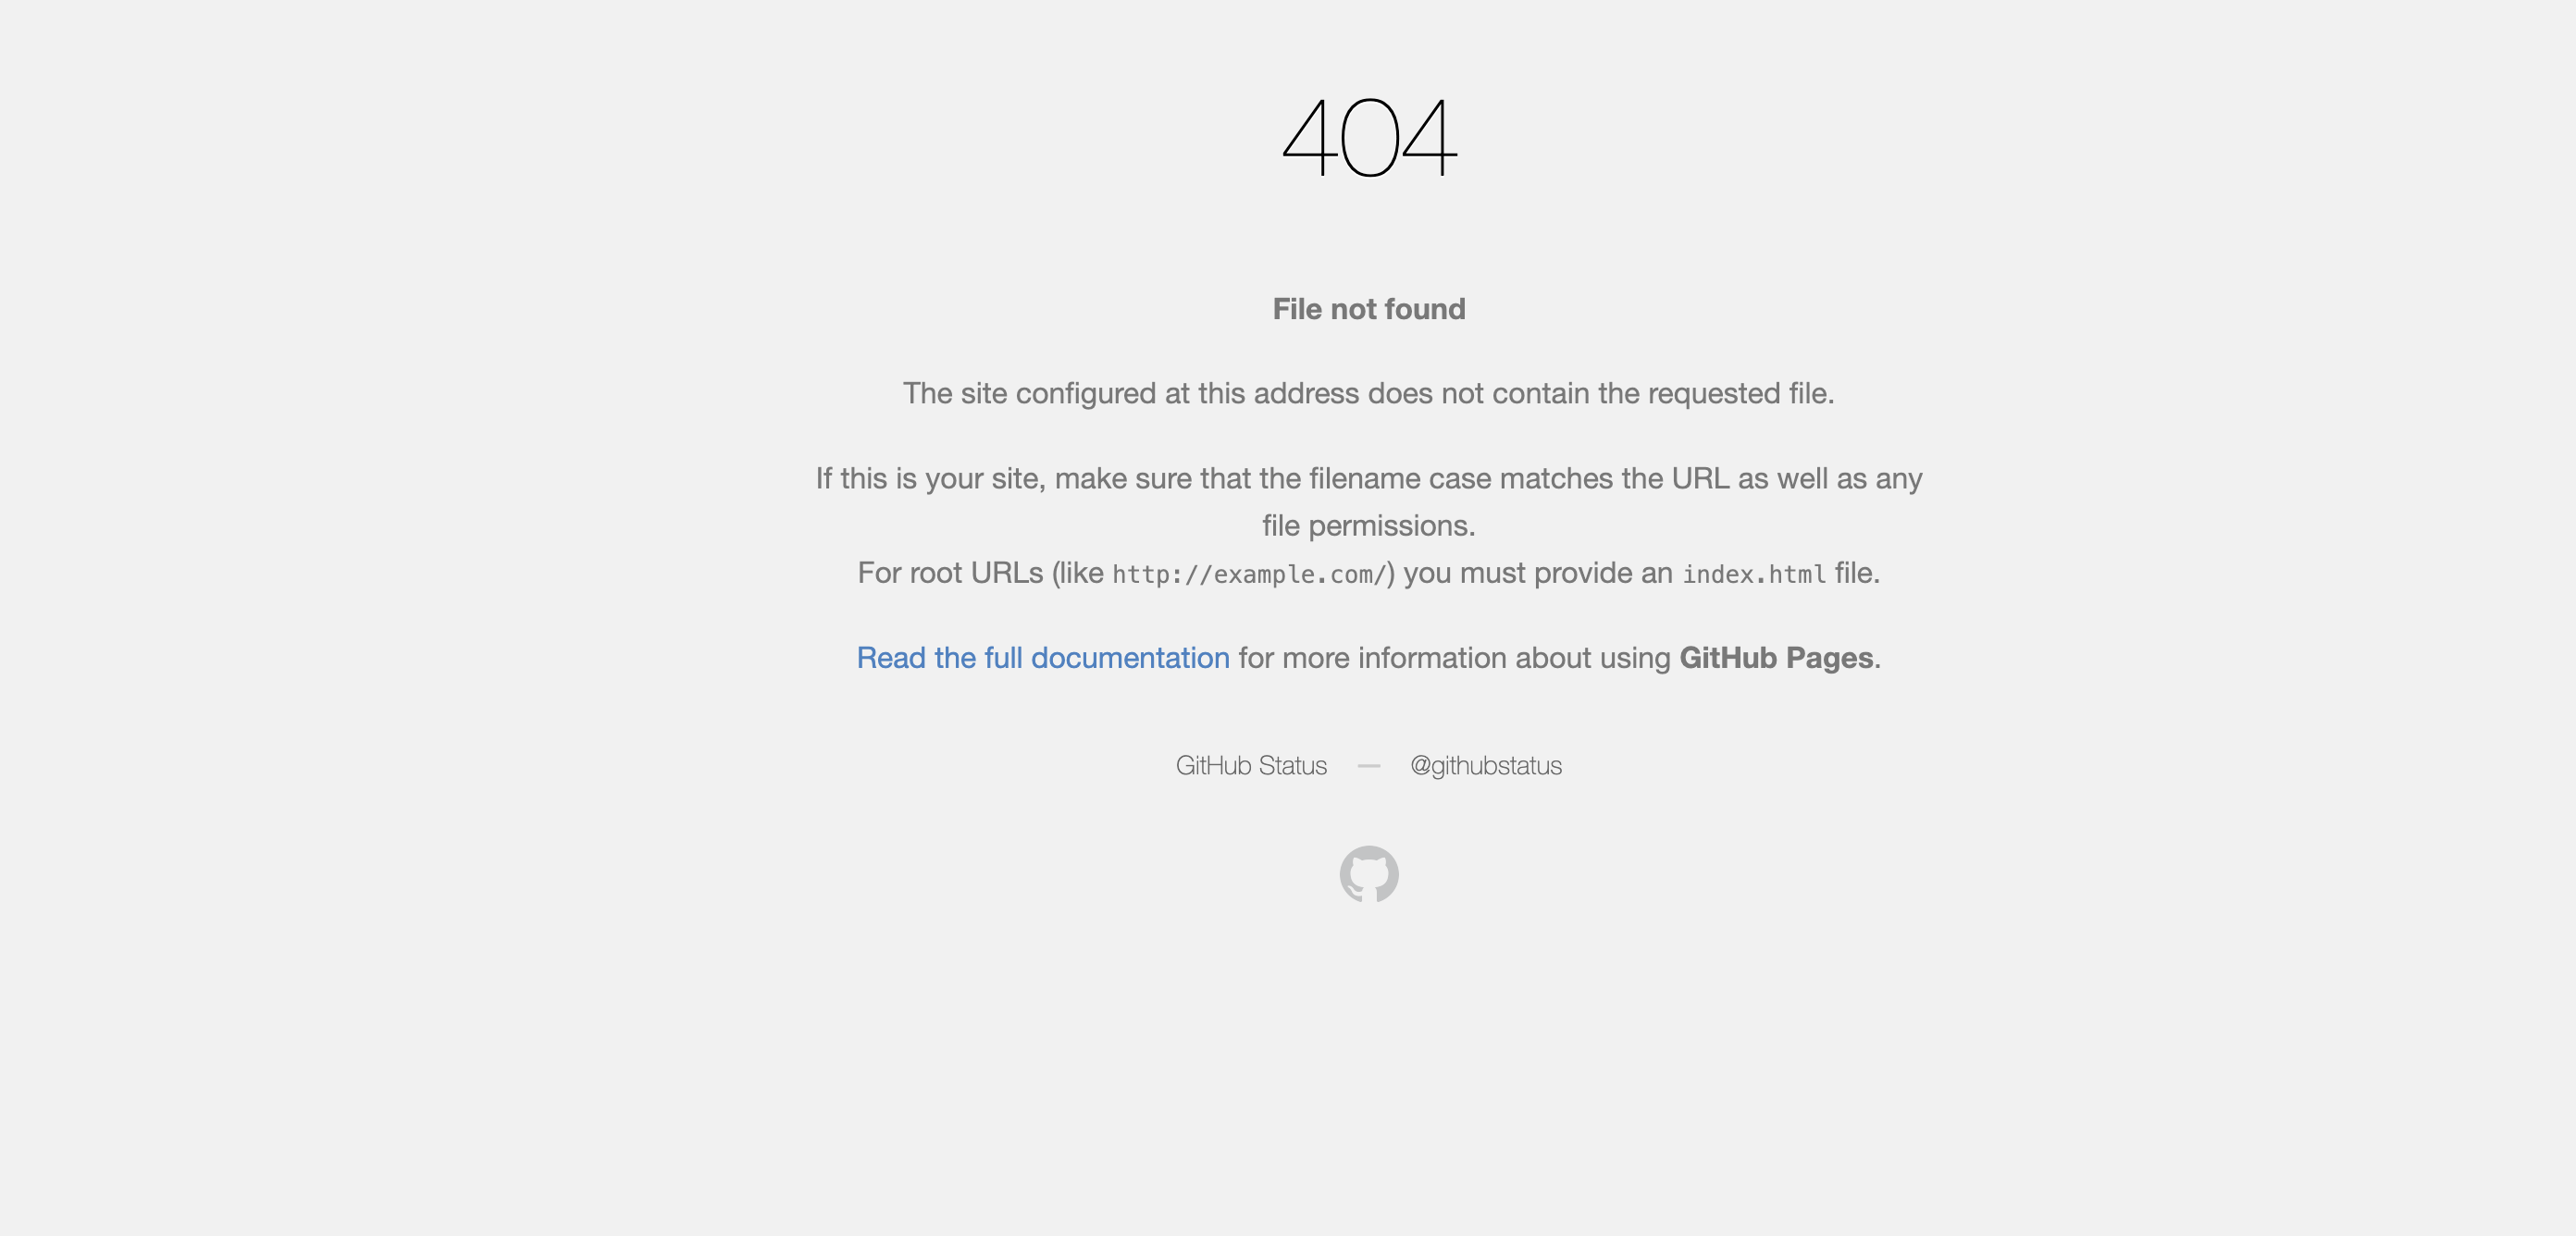 404
File not found
The site configured at this address does not contain the requested file.
If this is your site, make sure that the filename case matches the URL as well as any
file permissions.
For root URLs (like http://example.com/) you must provide an index.html file.
Read the full documentation for more information about using GitHub Pages.
GitHub Status — @githubstatus